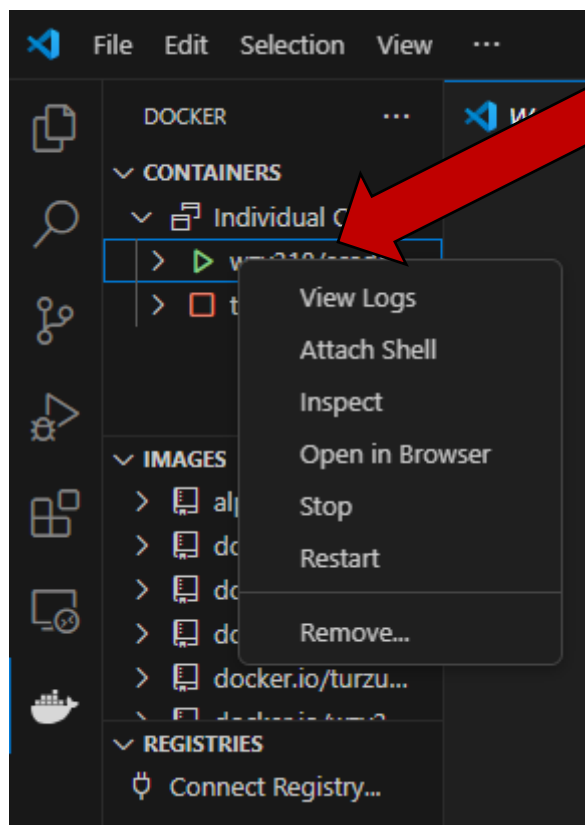 File Edit Selection View ...
DOCKER ...
CONTAINERS
Individual
View Logs
Attach Shell
Inspect
IMAGES
Open in Browser
Stop
Restart
Remove...
docker.io/turzu...
REGISTRIES
Connect Registry...